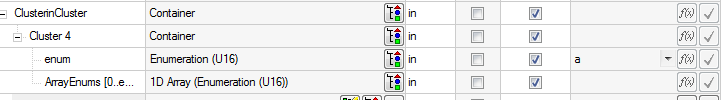 ClusterinCluster Container in f(x)
Cluster 4 Container in f(x)
enum Enumeration (U16) in a f(x)
ArrayEnums [0..e... 1D Array (Enumeration (U16)) in f(x)